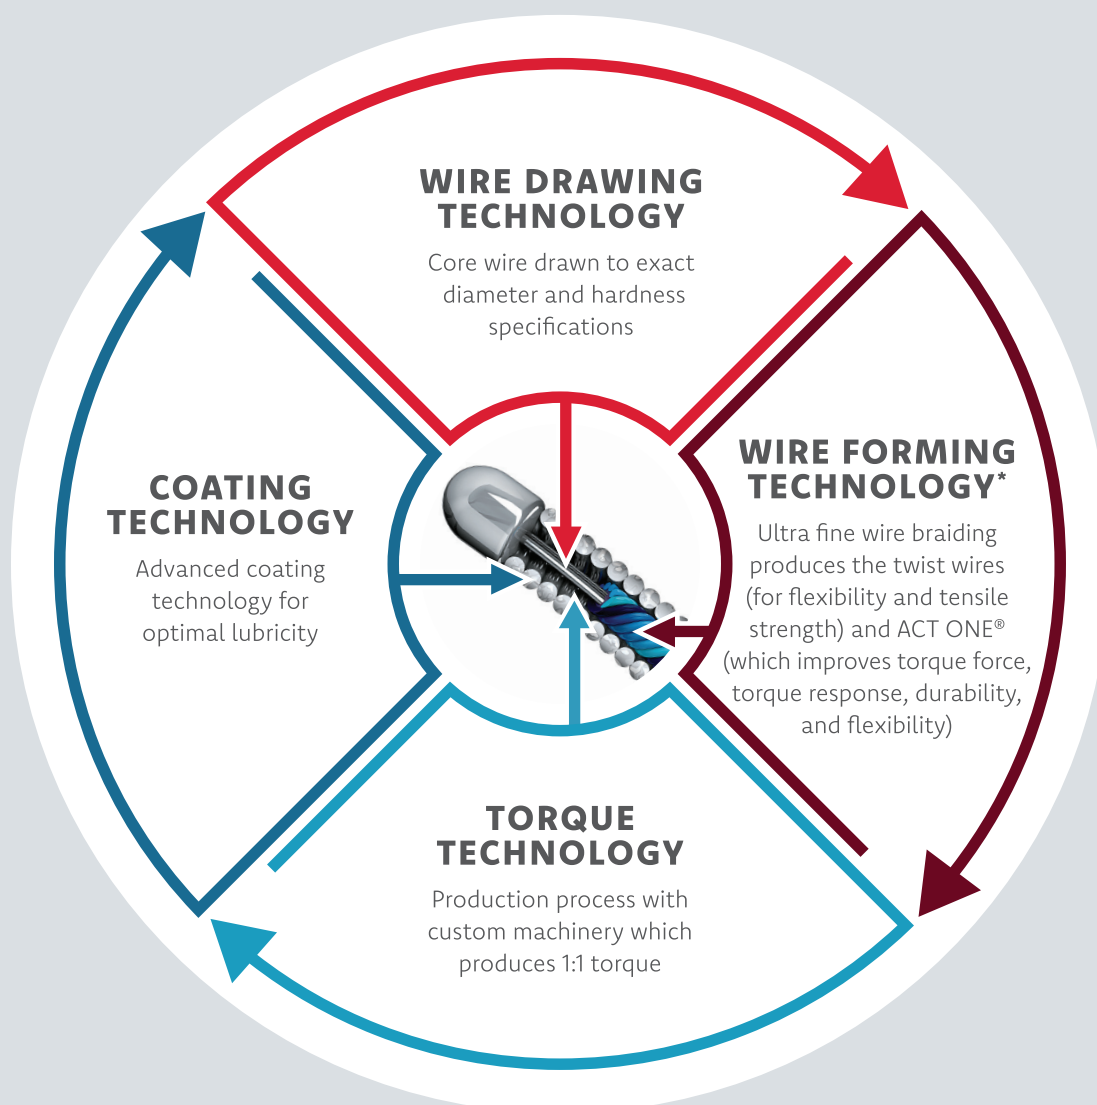 WIRE DRAWING
TECHNOLOGY
Core wire drawn to exact
diameter and hardness
specifications
WIRE FORMING
TECHNOLOGY*
Ultra fine wire braiding
produces the twist wires
(for flexibility and tensile
strength) and ACT ONE®
(which improves torque force,
torque response, durability,
and flexibility)
TORQUE
TECHNOLOGY
Production process with
custom machinery which
produces 1:1 torque
COATING
TECHNOLOGY
Advanced coating
technology for
optimal lubricity